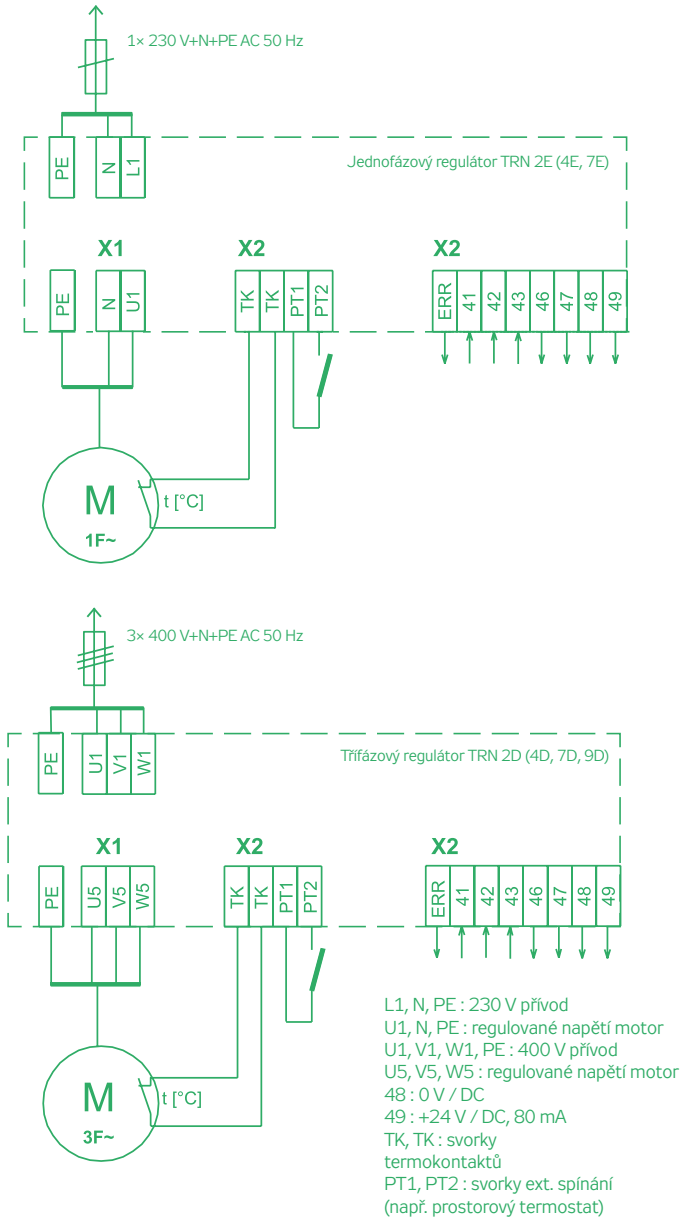 1× 230 V+N+PE AC 50 Hz
PE
N
L1
Jednofázový regulátor TRN 2E (4E, 7E)
X1
X2
X2
PE
N
U1
TK
TK
PT1
PT2
ERR
41
42
43
46
47
48
49
M
1F~
t [°C]
3× 400 V+N+PE AC 50 Hz
PE
U1
V1
W1
Třífázový regulátor TRN 2D (4D, 7D, 9D)
X1
X2
X2
PE
U5
V5
W5
TK
TK
PT1
PT2
ERR
41
42
43
46
47
48
49
M
3F~
t [°C]
L1, N, PE : 230 V přívod
U1, N, PE : regulované napětí motor
U1, V1, W1, PE : 400 V přívod
U5, V5, W5 : regulované napětí motor
48 : 0 V / DC
49 : +24 V / DC, 80 mA
TK, TK : svorky
termokontaktů
PT1, PT2 : svorky ext. spínání
(např. prostorový termostat)